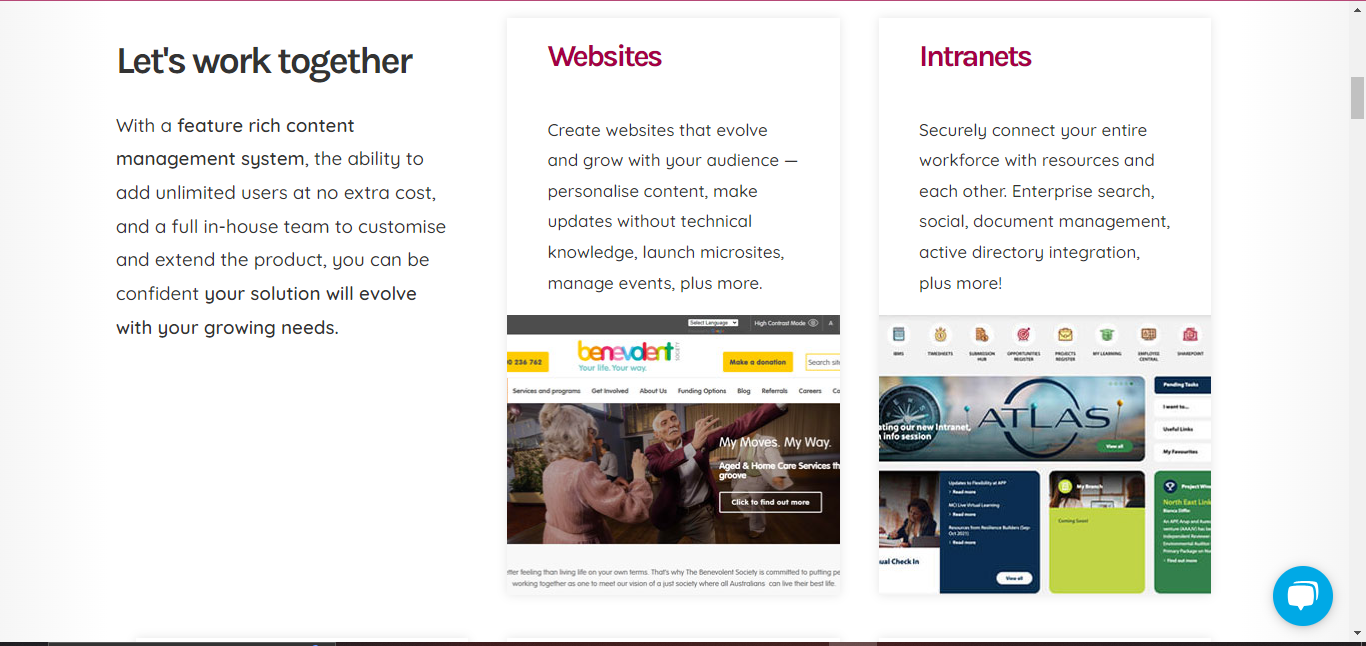 Let's work together
With a feature rich content
management system, the ability to
add unlimited users at no extra cost,
and a full in-house team to customise
and extend the product, you can be
confident your solution will evolve
with your growing needs.
Websites
Create websites that evolve
and grow with your audience —
personalise content, make
updates without technical
knowledge, launch microsites,
manage events, plus more.
Select Language
High Contrast Mode
A
0 236 762
benevolent
SOCIETY
Your life. Your way.
Make a donation
Search sit
Services and programs Get Involved About Us Funding Options Blog Referrals Careers Co
My Moves. My Way.
Aged & Home Care Services th
groove
Click to find out more
tter feeling than living life on your own terms. That's why The Benevolent Society is committed to putting pe
working together as one to meet our vision of a just society where all Australians can live their best life.
Intranets
Securely connect your entire
workforce with resources and
each other. Enterprise search,
social, document management,
active directory integration,
plus more!
TIMESHEETS
SUBMISSION
HUB
OPPORTUNITIES
REGISTER
PROJECTS
REGISTER
MY LEARNING
EMPLOYEE
CENTRAL
SHAREPOINT
ATLAS
ating our new Intranet,
info session
View all
Pending Tasks
I want to...
Useful Links
My Favourites
ual Check In
Updates to Flexibility at APP
Read more
NCI Live Virtual Learning
Read more
Resources from Resilience Builders (Sep-
Oct 2021)
Read more
View all
My Branch
Coming Soon!
Project Win
North East Link
Bianca Diffe
An APP, Arup and Aure
venture (AAAJV) has be
Independent Reviewer
Environmental Auditor
Primary Package on No
Find out more